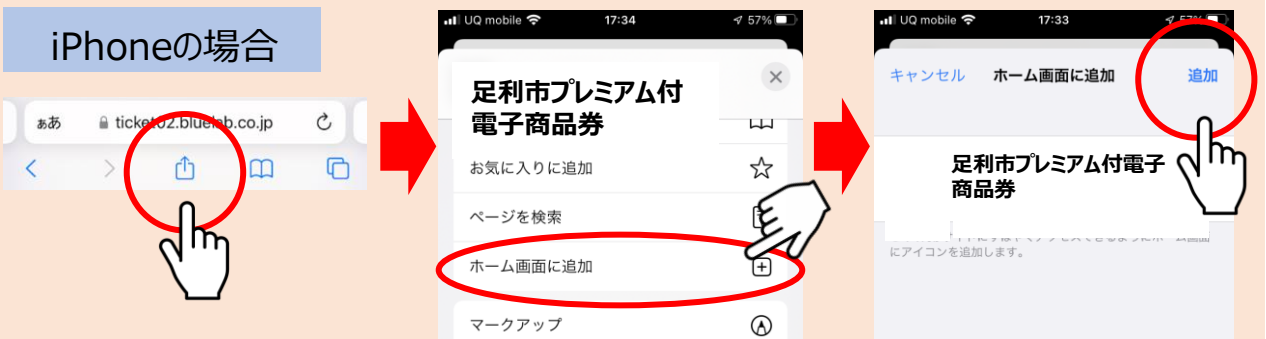 iPhoneの場合
ぁあ
ticket02.bluelab.co.jp
UQ mobile
17:34
57%
足利市プレミアム付
電子商品券
お気に入りに追加
ページを検索
ホーム画面に追加
マークアップ
UQ mobile
17:33
57%
キャンセル
ホーム画面に追加
追加
足利市プレミアム付電子
商品券
にアイコンを追加します。